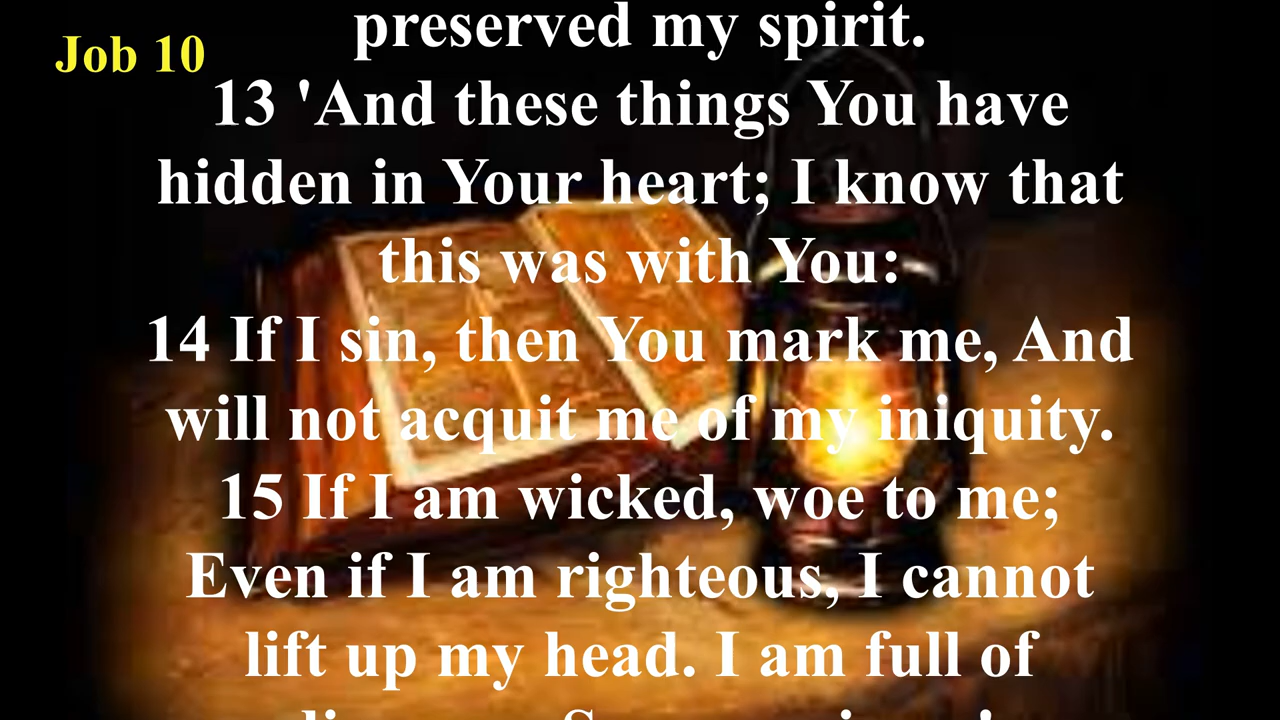 Job 10
preserved my spirit.
13 'And these things You have
hidden in Your heart; I know that
this was with You:
14 If I sin, then You mark me, And
will not acquit me of my iniquity.
15 If I am wicked, woe to me;
Even if I am righteous, I cannot
lift up my head. I am full of